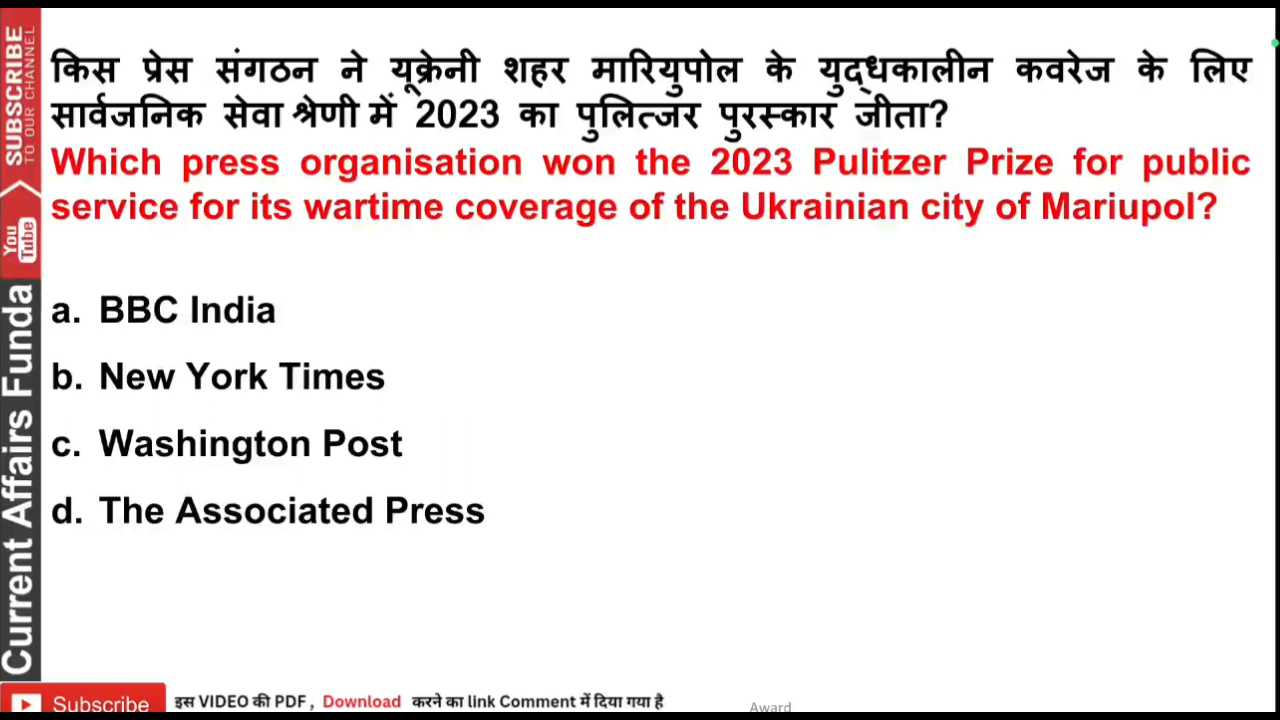 किस प्रेस संगठन ने यूक्रेनी शहर मारियुपोल के युद्धकालीन कवरेज के लिए
सार्वजनिक सेवा श्रेणी में 2023 का पुलित्जर पुरस्कार जीता?
Which press organisation won the 2023 Pulitzer Prize for public
service for its wartime coverage of the Ukrainian city of Mariupol?
a. BBC India
b. New York Times
c. Washington Post
d. The Associated Press
SUBSCRIBE
TO OUR CHANNEL
You
Tube
Current Affairs Funda
Subscribe
इस VIDEO की PDF , Download करने का link Comment में दिया गया है
Award